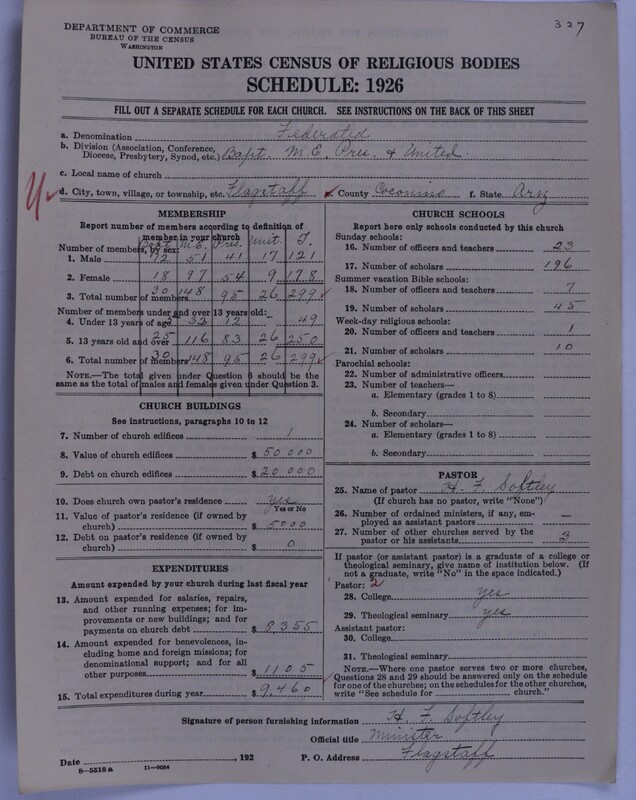 327
DEPARTMENT OF COMMERCE
BUREAU OF THE CENSUS
WASHINGTON
UNITED STATES CENSUS OF RELIGIOUS BODIES
SCHEDULE: 1926
FILL OUT A SEPARATE SCHEDULE FOR EACH CHURCH. SEE INSTRUCTIONS ON THE BACK OF THIS SHEET
a. Denomination Federated
b. Division (Association, Conference, Diocese, Presbytery, Synod, etc.) Bapt. M.E. Pres. & United.
c. Local name of church
d. City, town, village, or township, etc. Flagstaff e. County Coconino f. State Ariz
MEMBERSHIP
Report number of members according to definition of member in your church
Bapt. M.E. Pres. Unit. T.
Number of members, by sex:
1. Male 12 51 41 17 121
2. Female 18 97 54 9 178
3. Total number of members 30 148 95 26 299
Number of members under and over 13 years old:
4. Under 13 years of age 5 32 12 - 49
5. 13 years old and over 25 116 83 26 250
6. Total number of members 30 148 95 26 299
NOTE.—The total given under Question 6 should be the same as the total of males and females given under Question 3.
CHURCH BUILDINGS
See instructions, paragraphs 10 to 12
7. Number of church edifices 1
8. Value of church edifices $ 50000
9. Debt on church edifices $ 20000
10. Does church own pastor's residence yes
Yes or No
11. Value of pastor's residence (if owned by church) $ 5000
12. Debt on pastor's residence (if owned by church) $ 0
EXPENDITURES
Amount expended by your church during last fiscal year
13. Amount expended for salaries, repairs, and other running expenses; for improvements or new buildings; and for payments on church debt $ 8355
14. Amount expended for benevolences, including home and foreign missions; for denominational support; and for all other purposes $ 1105
15. Total expenditures during year $ 9,460
CHURCH SCHOOLS
Report here only schools conducted by this church
Sunday schools:
16. Number of officers and teachers 23
17. Number of scholars 196
Summer vacation Bible schools:
18. Number of officers and teachers 7
19. Number of scholars 45
Week-day religious schools:
20. Number of officers and teachers 1
21. Number of scholars 10
Parochial schools:
22. Number of administrative officers
23. Number of teachers—
a. Elementary (grades 1 to 8)
b. Secondary
24. Number of scholars—
a. Elementary (grades 1 to 8)
b. Secondary
PASTOR
25. Name of pastor H. F. Softley
(If church has no pastor, write "None")
26. Number of ordained ministers, if any, employed as assistant pastors —
27. Number of other churches served by the pastor or his assistants 3
If pastor (or assistant pastor) is a graduate of a college or theological seminary, give name of institution below. (If not a graduate, write "No" in the space indicated.)
Pastor: 2
28. College yes
29. Theological seminary yes
Assistant pastor:
30. College
31. Theological seminary
NOTE.—Where one pastor serves two or more churches, Questions 28 and 29 should be answered only on the schedule for one of the churches; on the schedules for the other churches, write "See schedule for church."
Signature of person furnishing information H. F. Softley
Official title Minister
Date , 192 P. O. Address Flagstaff
8-5518a 11-9054